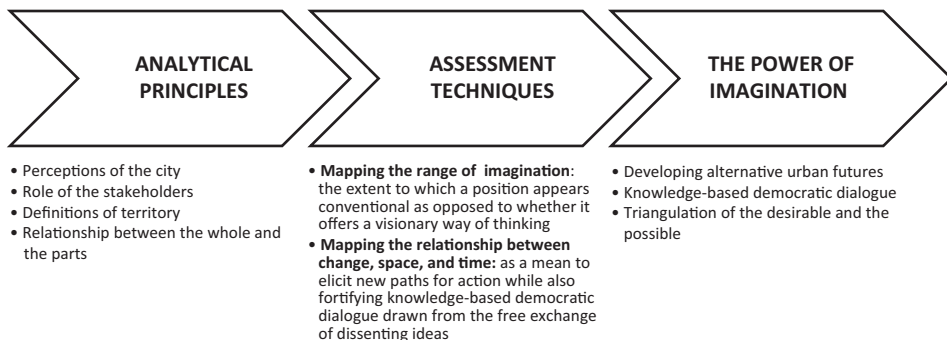 ANALYTICAL
PRINCIPLES
• Perceptions of the city
• Role of the stakeholders
• Definitions of territory
• Relationship between the whole and
the parts
ASSESSMENT
TECHNIQUES
• Mapping the range of imagination:
the extent to which a position appears
conventional as opposed to whether it
offers a visionary way of thinking
• Mapping the relationship between
change, space, and time: as a mean to
elicit new paths for action while also
fortifying knowledge-based democratic
dialogue drawn from the free exchange
of dissenting ideas
THE POWER OF
IMAGINATION
• Developing alternative urban futures
• Knowledge-based democratic dialogue
• Triangulation of the desirable and the
possible